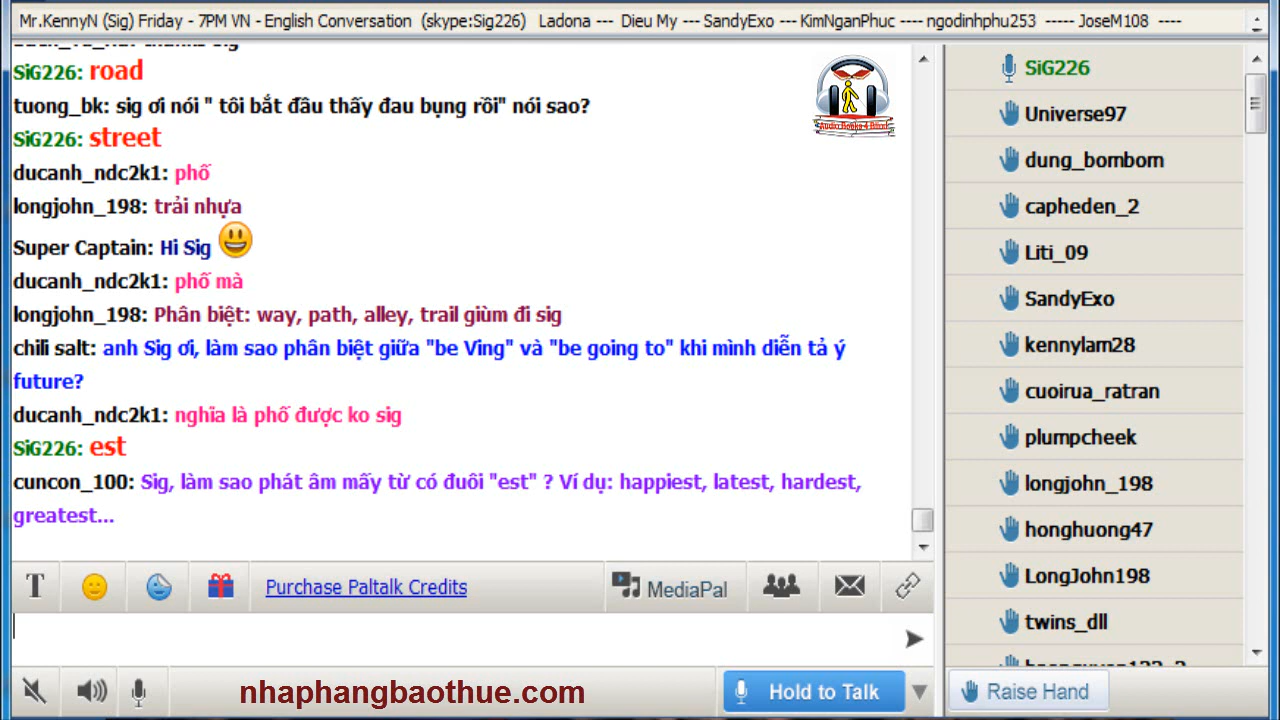 Mr.KennyN (Sig) Friday - 7PM VN - English Conversation (skype:Sig226) Ladona --- Dieu My --- SandyExo --- KimNganPhuc ---- ngodinhphu253 ----- JoseM108 ----
SiG226: road
tuong_bk: sig ơi nói " tôi bắt đầu thấy đau bụng rồi" nói sao?
SiG226: street
ducanh_ndc2k1: phố
longjohn_198: trải nhựa
Super Captain: Hi Sig
ducanh_ndc2k1: phố mà
longjohn_198: Phân biệt: way, path, alley, trail giùm đi sig
chili salt: anh Sig ơi, làm sao phân biệt giữa "be Ving" và "be going to" khi mình diễn tả ý
future?
ducanh_ndc2k1: nghĩa là phố được ko sig
SiG226: est
cuncon_100: Sig, làm sao phát âm mấy từ có đuôi "est" ? Ví dụ: happiest, latest, hardest,
greatest...
T
Purchase Paltalk Credits
MediaPal
nhaphangbaothue.com
Hold to Talk
SiG226
Universe97
dung_bombom
capheden_2
Liti_09
SandyExo
kennylam28
cuoirua_ratran
plumpcheek
longjohn_198
honghuong47
LongJohn198
twins_dll
Raise Hand